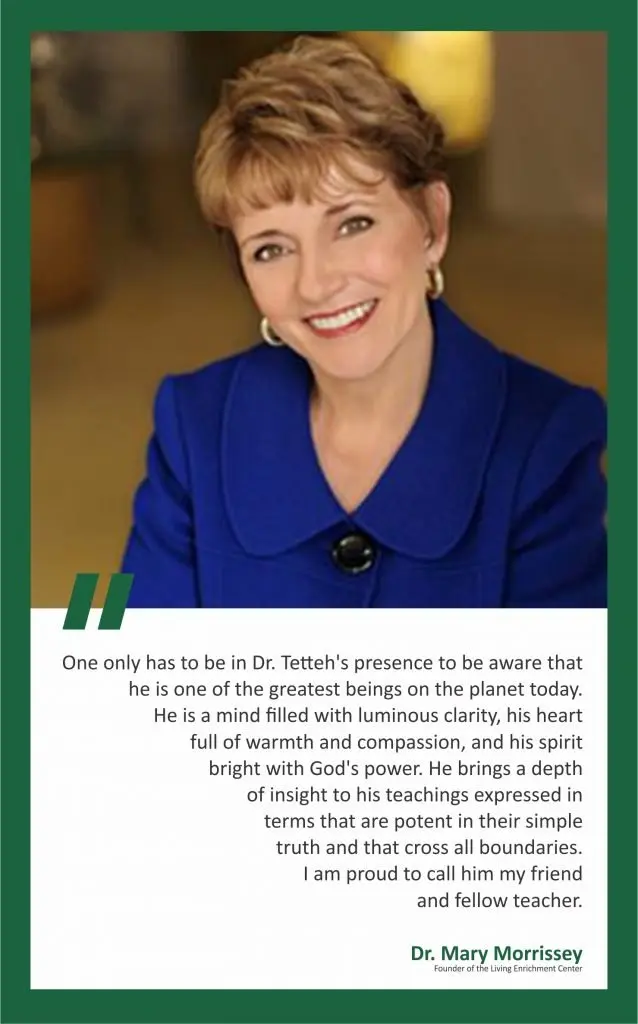 One only has to be in Dr. Tetteh's presence to be aware that
he is one of the greatest beings on the planet today.
He is a mind filled with luminous clarity, his heart
full of warmth and compassion, and his spirit
bright with God's power. He brings a depth
of insight to his teachings expressed in
terms that are potent in their simple
truth and that cross all boundaries.
I am proud to call him my friend
and fellow teacher.
Dr. Mary Morrissey
Founder of the Living Enrichment Center